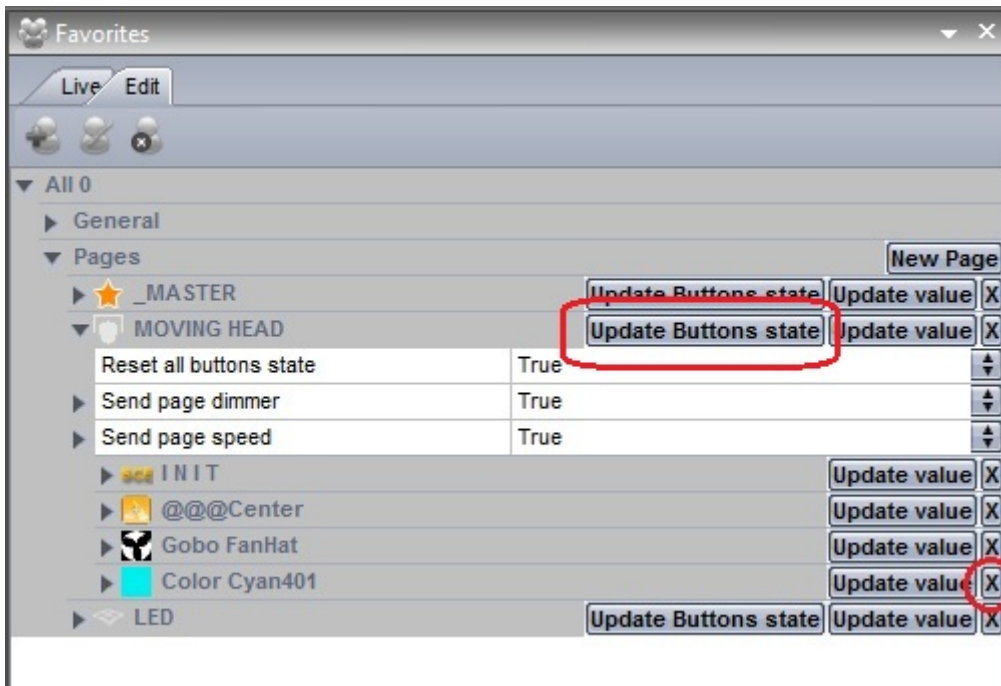 Favorites
Live Edit
All 0
General
Pages New Page
_MASTER Update Buttons state Update value X
MOVING HEAD Update Buttons state Update value X
Reset all buttons state True
Send page dimmer True
Send page speed True
I N I T Update value X
@@@Center Update value X
Gobo FanHat Update value X
Color Cyan401 Update value X
LED Update Buttons state Update value X